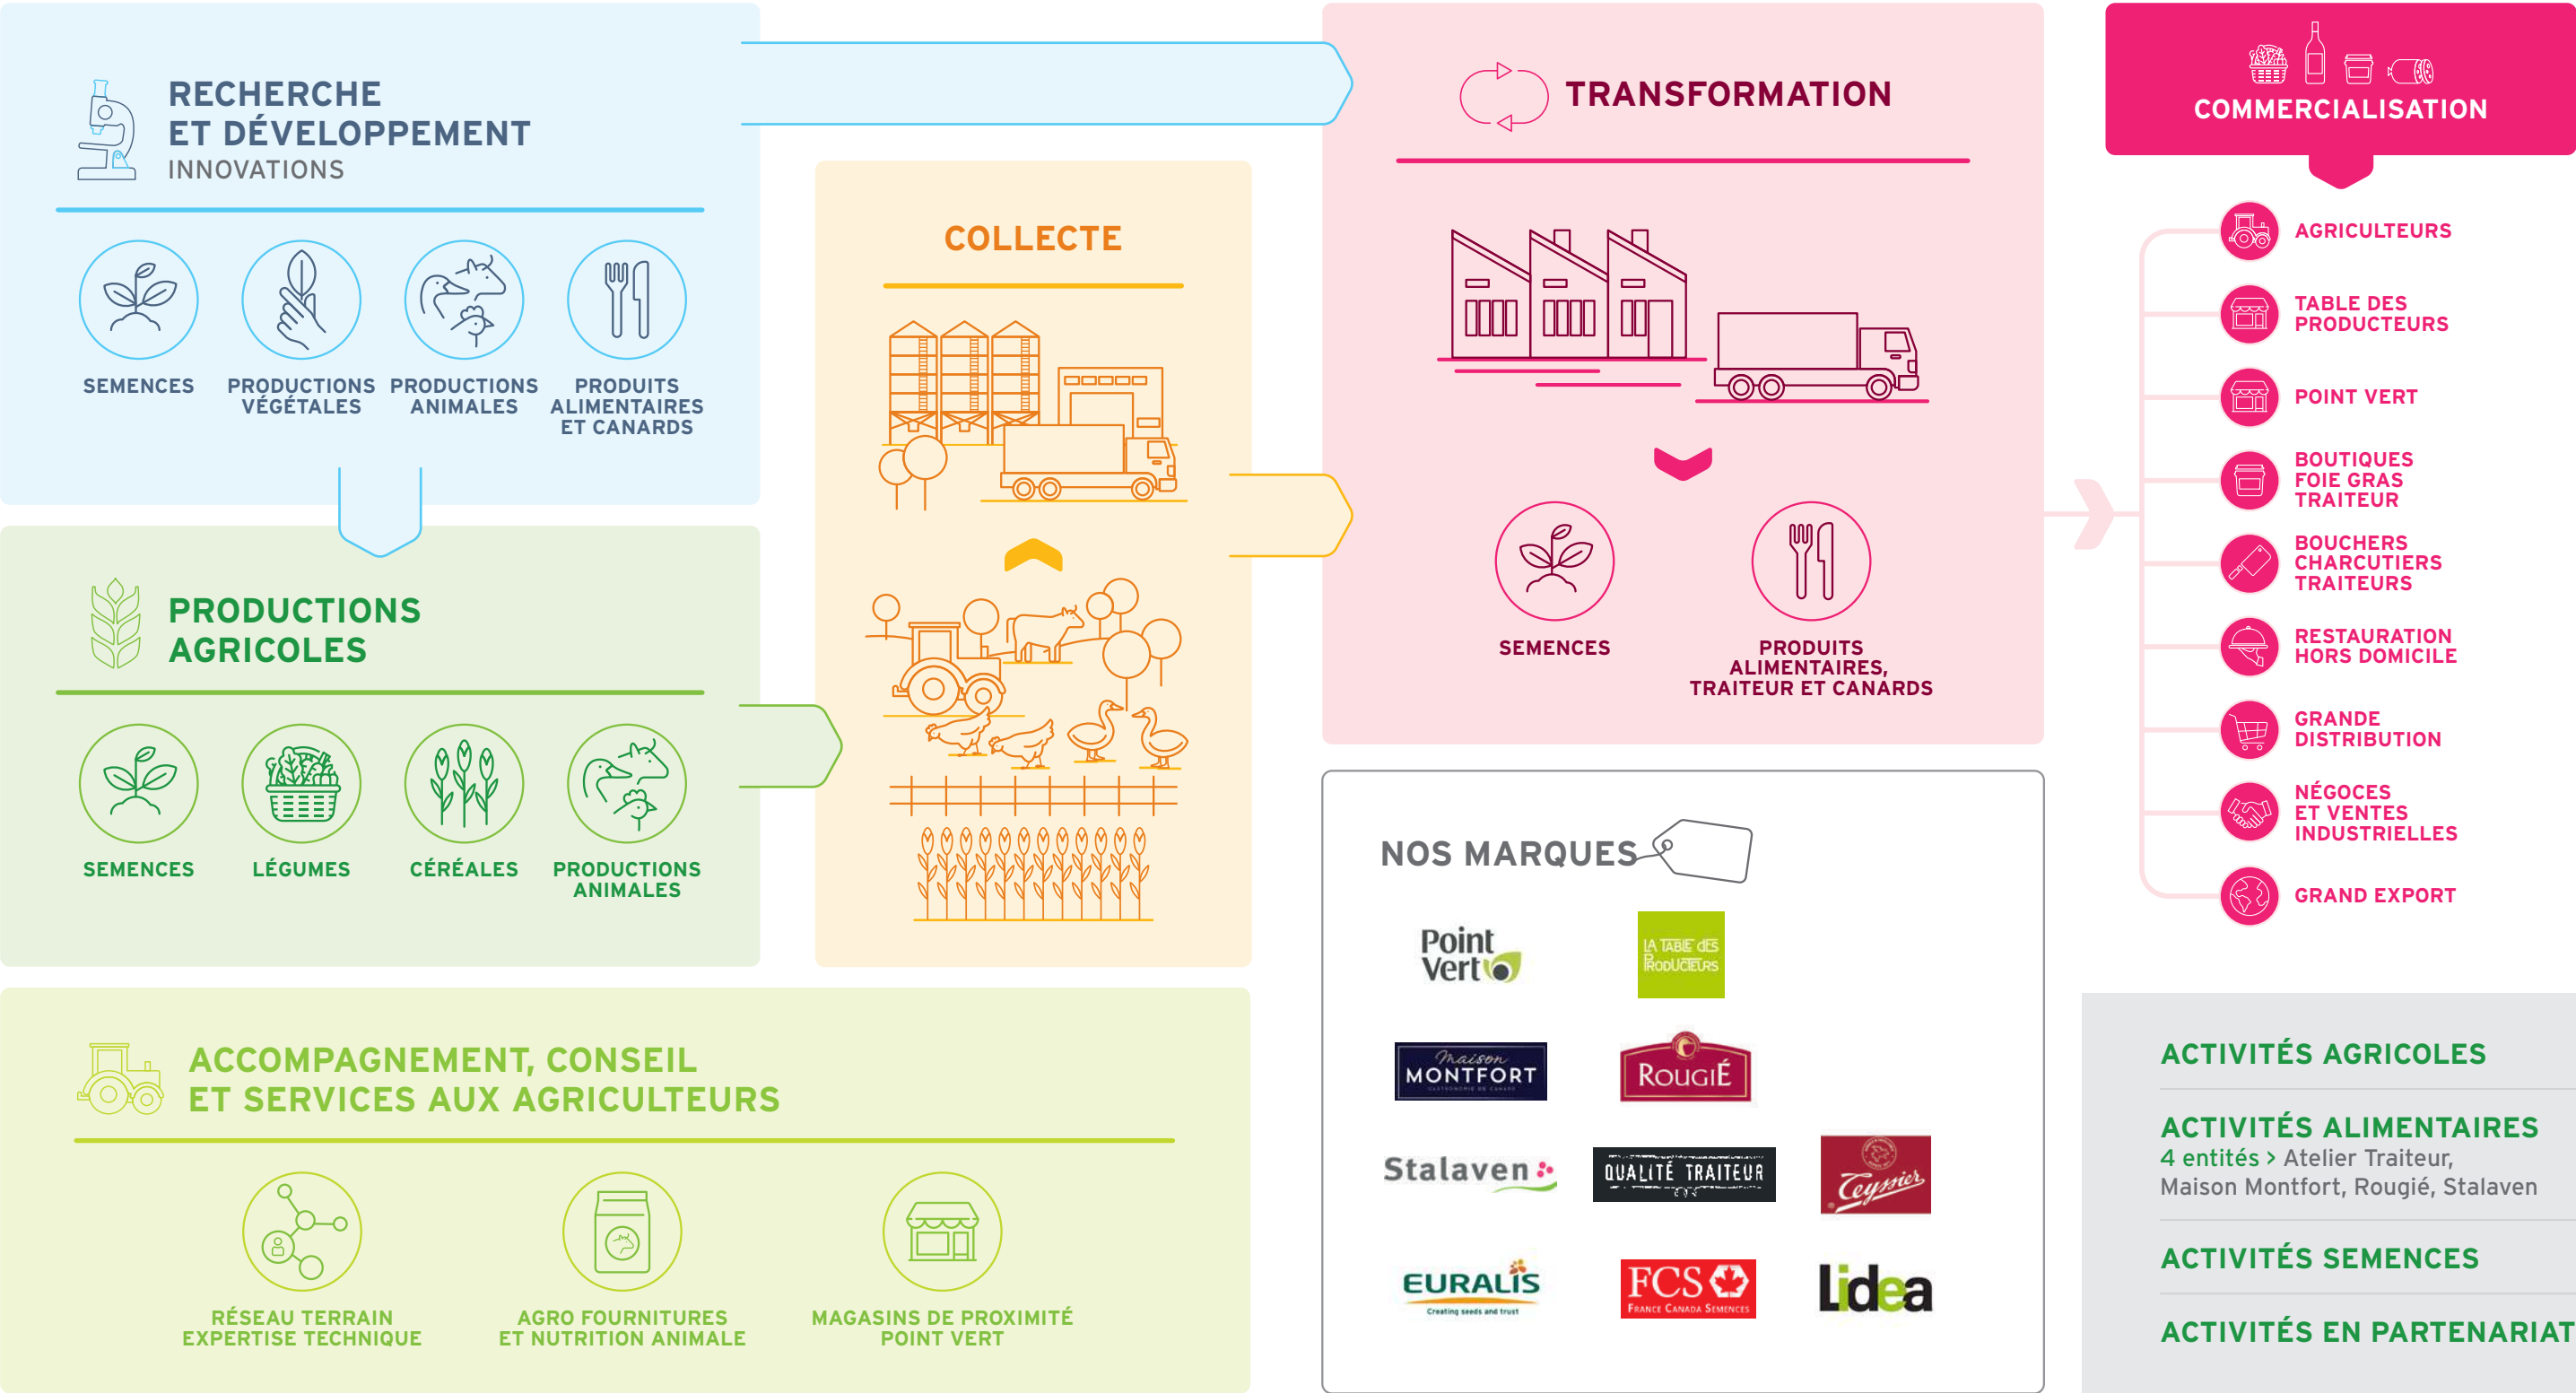 RECHERCHE
ET DÉVELOPPEMENT
INNOVATIONS
SEMENCES
PRODUCTIONS
VÉGÉTALES
PRODUCTIONS
ANIMALES
PRODUITS
ALIMENTAIRES
ET CANARDS
PRODUCTIONS
AGRICOLES
SEMENCES
LÉGUMES
CÉRÉALES
PRODUCTIONS
ANIMALES
COLLECTE
ACCOMPAGNEMENT, CONSEIL
ET SERVICES AUX AGRICULTEURS
RÉSEAU TERRAIN
EXPERTISE TECHNIQUE
AGRO FOURNITURES
ET NUTRITION ANIMALE
MAGASINS DE PROXIMITÉ
POINT VERT
TRANSFORMATION
SEMENCES
PRODUITS
ALIMENTAIRES,
TRAITEUR ET CANARDS
NOS MARQUES
Point
Vert
LA TABLE dES
PRODUCTEURS
Maison
MONTFORT
GASTRONOMIE DE CANARD
ROUGIÉ
Stalaven
QUALITÉ TRAITEUR
Teyssier
EURALIS
Creating seeds and trust
FCS
FRANCE CANADA SEMENCES
Lidea
COMMERCIALISATION
AGRICULTEURS
TABLE DES
PRODUCTEURS
POINT VERT
BOUTIQUES
FOIE GRAS
TRAITEUR
BOUCHERS
CHARCUTIERS
TRAITEURS
RESTAURATION
HORS DOMICILE
GRANDE
DISTRIBUTION
NÉGOCES
ET VENTES
INDUSTRIELLES
GRAND EXPORT
ACTIVITÉS AGRICOLES
ACTIVITÉS ALIMENTAIRES
4 entités > Atelier Traiteur,
Maison Montfort, Rougié, Stalaven
ACTIVITÉS SEMENCES
ACTIVITÉS EN PARTENARIAT